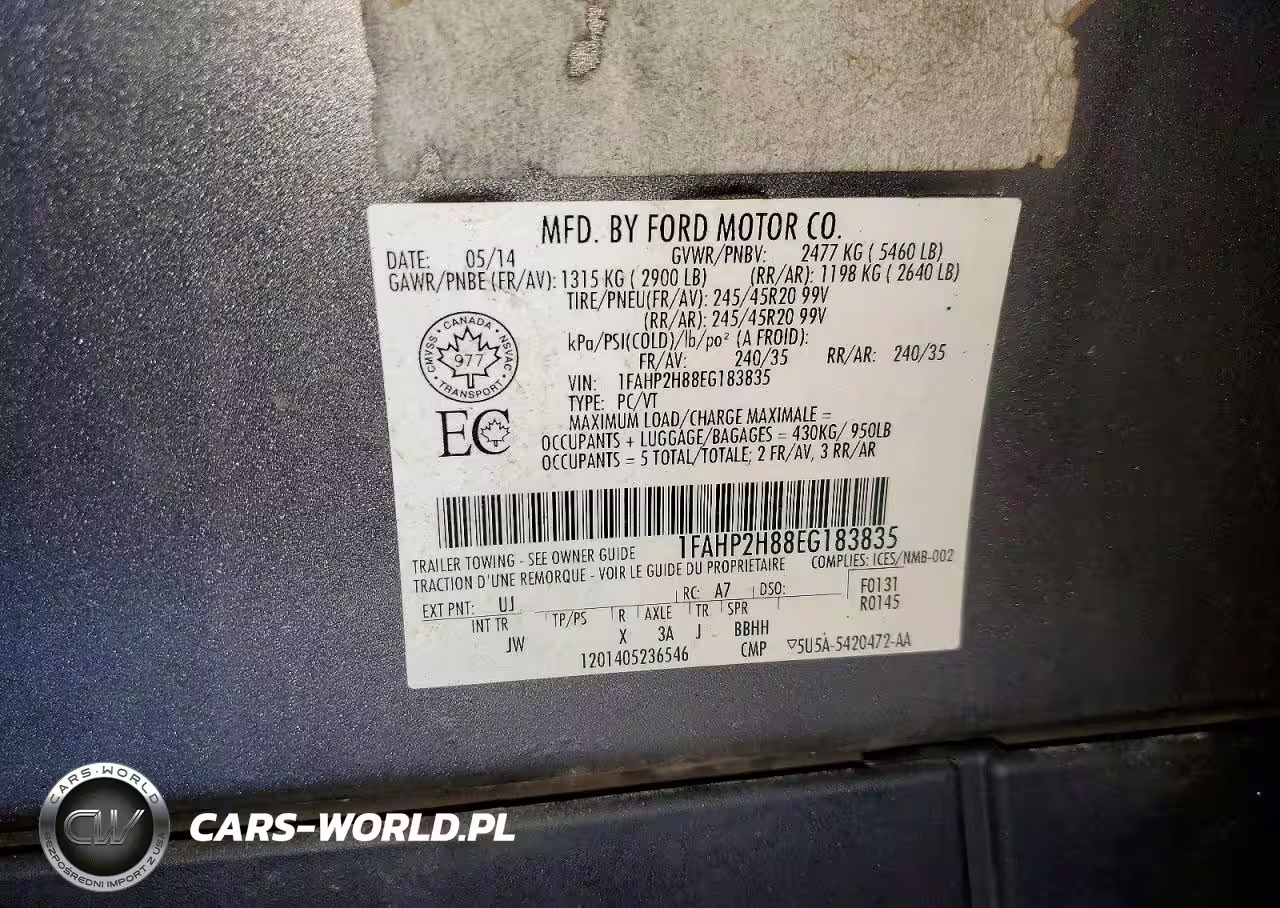 MFD. BY FORD MOTOR CO.
DATE: 05/14 GVWR/PNBV: 2477 KG ( 5460 LB)
GAWR/PNBE (FR/AV): 1315 KG ( 2900 LB) (RR/AR): 1198 KG ( 2640 LB)
TIRE/PNEU(FR/AV): 245/45R20 99V
(RR/AR): 245/45R20 99V
kPa/PSI(COLD)/lb/po² (A FROID):
FR/AV: 240/35 RR/AR: 240/35
CANADA
CMVSS 977 NSVAC
TRANSPORT
VIN: 1FAHP2H88EG183835
TYPE: PC/VT
EC
MAXIMUM LOAD/CHARGE MAXIMALE =
OCCUPANTS + LUGGAGE/BAGAGES = 430KG/ 950LB
OCCUPANTS = 5 TOTAL/TOTALE; 2 FR/AV, 3 RR/AR
1FAHP2H88EG183835
TRAILER TOWING - SEE OWNER GUIDE COMPLIES: ICES/NMB-002
TRACTION D'UNE REMORQUE - VOIR LE GUIDE DU PROPRIETAIRE
EXT PNT: UJ RC: A7 DSO: F0131
R0145
INT TR TP/PS R AXLE TR SPR
JW X 3A J BBHH
1201405236546 CMP ▽5U5A-5420472-AA
CARS-WORLD
CW
BEZPOŚREDNI IMPORT Z USA
CARS-WORLD.PL